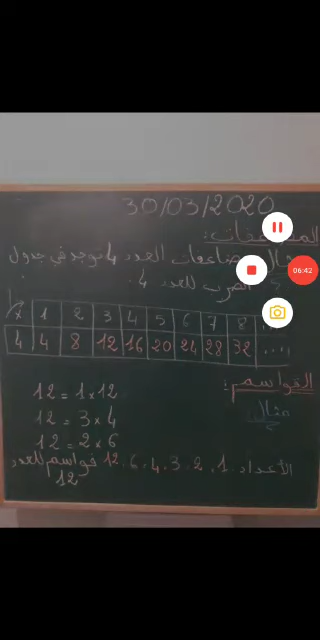 30/03/2020
المضاعفات:
مثال: مضاعفات العدد 4 توجد في جدول
الضرب للعدد 4.
x 1 2 3 4 5 6 7 8
4 4 8 12 16 20 24 28 32 ....
القواسم:
مثال:
12 = 1 x 12
12 = 3 x 4
12 = 2 x 6
الأعداد 1، 2، 3، 4، 6، 12 قواسم للعدد
12
06:42